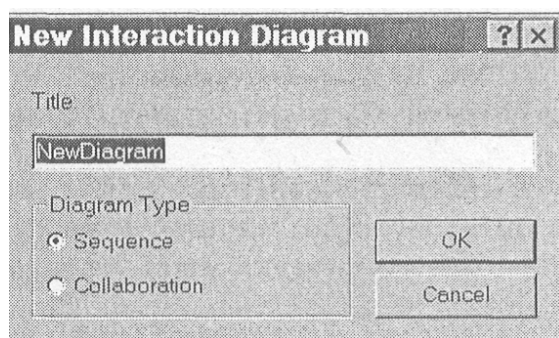 New Interaction Diagram ? ×
Title
NewDiagram
Diagram Type
Sequence
Collaboration
OK
Cancel